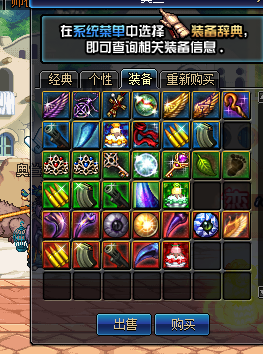 在系统菜单中选择 装备辞典,
即可查询相关装备信息.
经典 个性 装备 重新购买
出售 购买